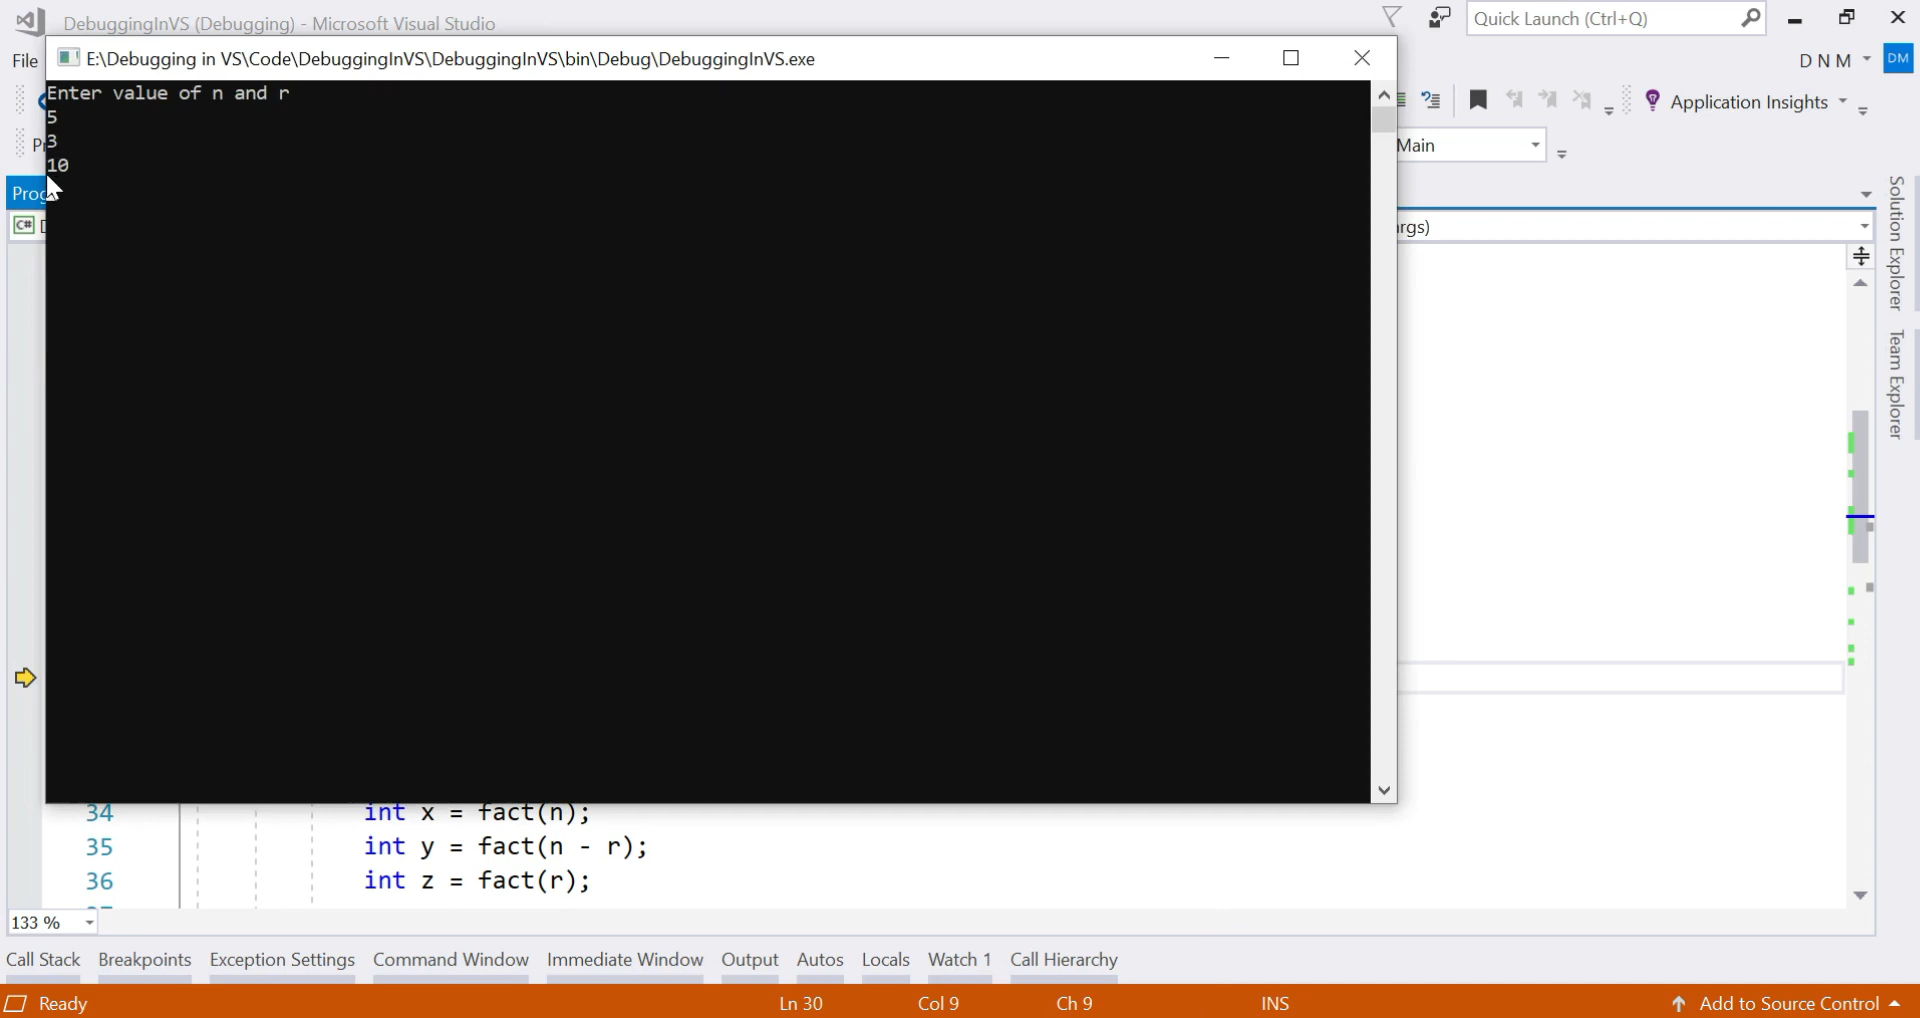 DebuggingInVS (Debugging) - Microsoft Visual Studio
Quick Launch (Ctrl+Q)
File
E:\Debugging in VS\Code\DebuggingInVS\DebuggingInVS\bin\Debug\DebuggingInVS.exe
D N M
DM
Enter value of n and r
5
3
10
Application Insights
Main
C#
rgs)
Solution Explorer
Team Explorer
34 int x = fact(n);
35 int y = fact(n - r);
36 int z = fact(r);
133 %
Call Stack Breakpoints Exception Settings Command Window Immediate Window Output Autos Locals Watch 1 Call Hierarchy
Ready Ln 30 Col 9 Ch 9 INS Add to Source Control